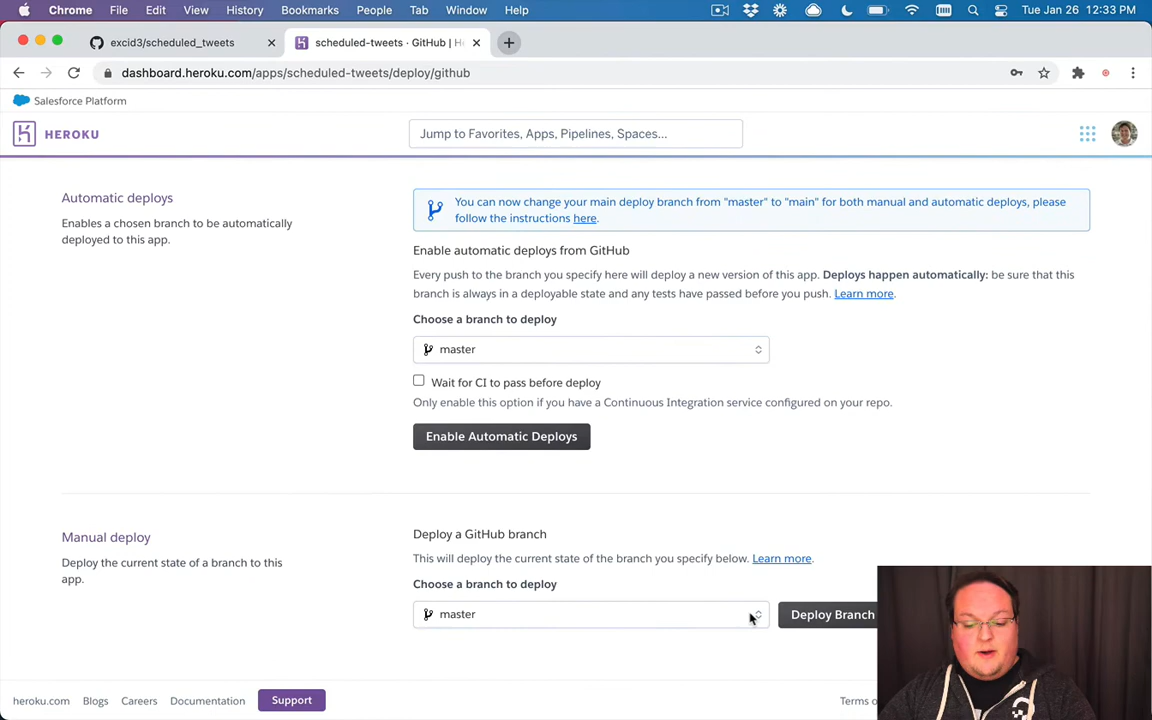 Chrome File Edit View History Bookmarks People Tab Window Help Tue Jan 26 12:33 PM
excid3/scheduled_tweets scheduled-tweets · GitHub | H
dashboard.heroku.com/apps/scheduled-tweets/deploy/github
Salesforce Platform
HEROKU Jump to Favorites, Apps, Pipelines, Spaces...
Automatic deploys
Enables a chosen branch to be automatically
deployed to this app.
You can now change your main deploy branch from "master" to "main" for both manual and automatic deploys, please
follow the instructions here.
Enable automatic deploys from GitHub
Every push to the branch you specify here will deploy a new version of this app. Deploys happen automatically: be sure that this
branch is always in a deployable state and any tests have passed before you push. Learn more.
Choose a branch to deploy
master
Wait for CI to pass before deploy
Only enable this option if you have a Continuous Integration service configured on your repo.
Enable Automatic Deploys
Manual deploy
Deploy the current state of a branch to this
app.
Deploy a GitHub branch
This will deploy the current state of the branch you specify below. Learn more.
Choose a branch to deploy
master Deploy Branch
heroku.com Blogs Careers Documentation Support Terms